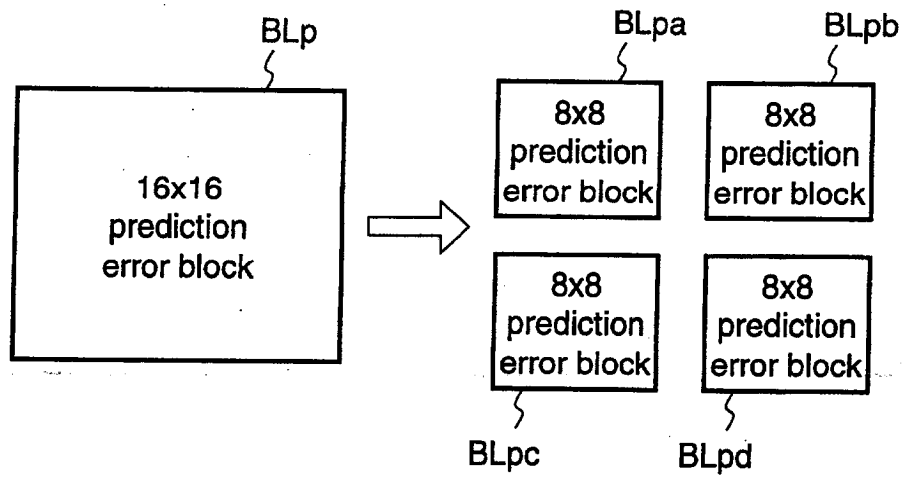 BLp
16x16
prediction
error block
BLpa
8x8
prediction
error block
BLpb
8x8
prediction
error block
8x8
prediction
error block
BLpc
8x8
prediction
error block
BLpd